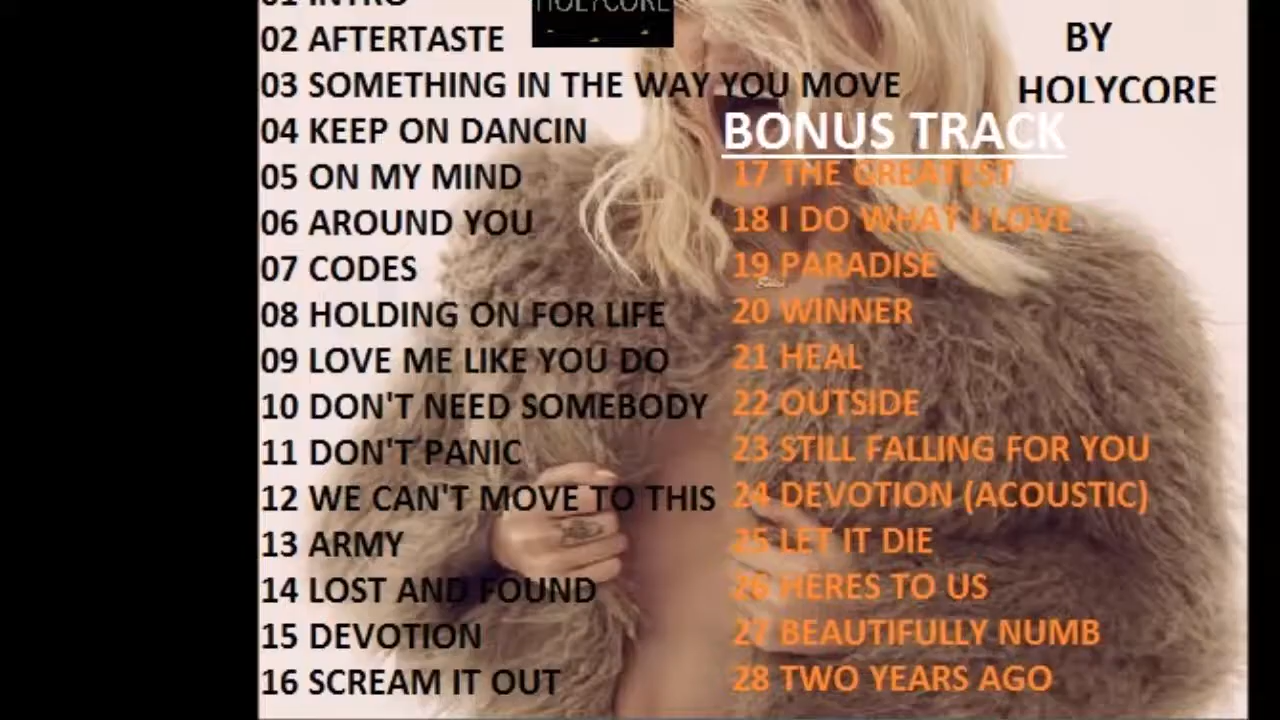 01 INTRO
02 AFTERTASTE
03 SOMETHING IN THE WAY YOU MOVE
04 KEEP ON DANCIN
05 ON MY MIND
06 AROUND YOU
07 CODES
08 HOLDING ON FOR LIFE
09 LOVE ME LIKE YOU DO
10 DON'T NEED SOMEBODY
11 DON'T PANIC
12 WE CAN'T MOVE TO THIS
13 ARMY
14 LOST AND FOUND
15 DEVOTION
16 SCREAM IT OUT
HOLYCORE
BY
HOLYCORE
BONUS TRACK
17 THE GREATEST
18 I DO WHAT I LOVE
19 PARADISE
20 WINNER
21 HEAL
22 OUTSIDE
23 STILL FALLING FOR YOU
24 DEVOTION (ACOUSTIC)
25 LET IT DIE
26 HERES TO US
27 BEAUTIFULLY NUMB
28 TWO YEARS AGO